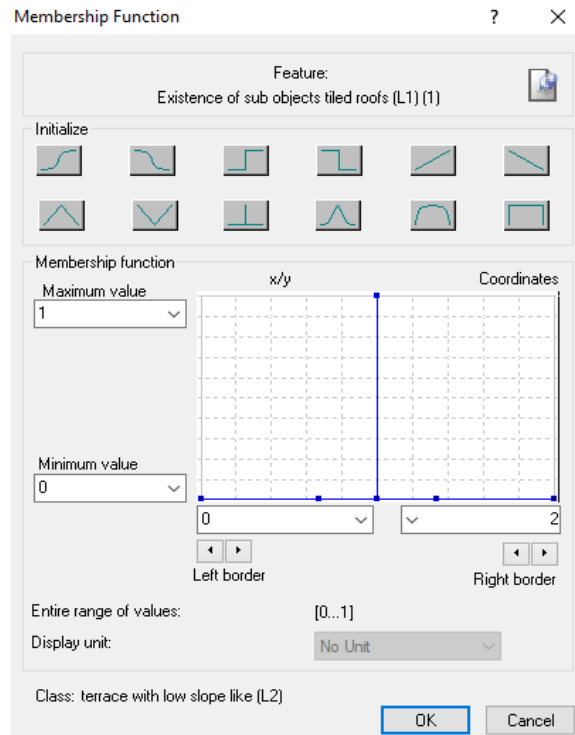 Membership Function ?
Feature:
Existence of sub objects tiled roofs (L1) (1)
Initialize
Membership function
x/y Coordinates
Maximum value
1
Minimum value
0
0 2
Left border Right border
Entire range of values: [0...1]
Display unit: No Unit
Class: terrace with low slope like (L2)
OK Cancel